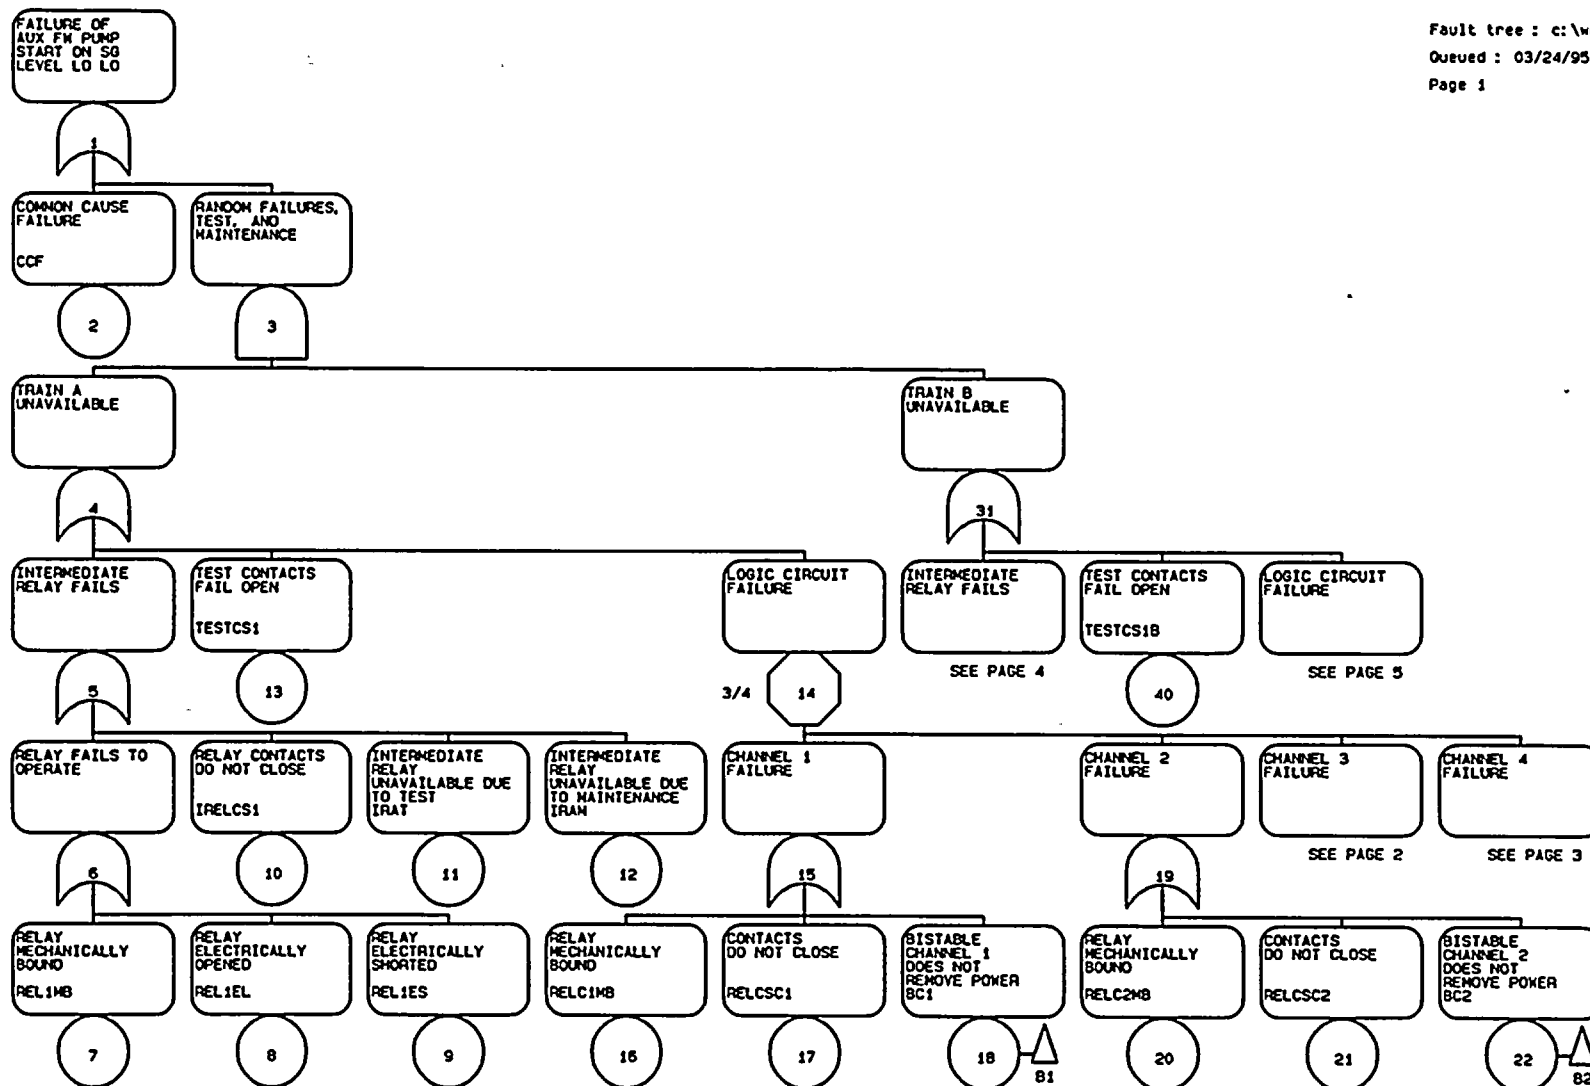 Fault tree : c:\w
Queued : 03/24/95
Page 1
FAILURE OF
AUX FW PUMP
START ON SG
LEVEL LO LO
1
COMMON CAUSE
FAILURE
CCF
2
RANDOM FAILURES,
TEST, AND
MAINTENANCE
3
TRAIN A
UNAVAILABLE
4
TRAIN B
UNAVAILABLE
31
INTERMEDIATE
RELAY FAILS
5
TEST CONTACTS
FAIL OPEN
TESTCS1
13
LOGIC CIRCUIT
FAILURE
3/4
14
INTERMEDIATE
RELAY FAILS
SEE PAGE 4
TEST CONTACTS
FAIL OPEN
TESTCS1B
40
LOGIC CIRCUIT
FAILURE
SEE PAGE 5
RELAY FAILS TO
OPERATE
6
RELAY CONTACTS
DO NOT CLOSE
IRELCS1
10
INTERMEDIATE
RELAY
UNAVAILABLE DUE
TO TEST
IRAT
11
INTERMEDIATE
RELAY
UNAVAILABLE DUE
TO MAINTENANCE
IRAM
12
CHANNEL 1
FAILURE
15
CHANNEL 2
FAILURE
19
CHANNEL 3
FAILURE
SEE PAGE 2
CHANNEL 4
FAILURE
SEE PAGE 3
RELAY
MECHANICALLY
BOUND
REL1MB
7
RELAY
ELECTRICALLY
OPENED
REL1EL
8
RELAY
ELECTRICALLY
SHORTED
REL1ES
9
RELAY
MECHANICALLY
BOUND
RELC1MB
16
CONTACTS
DO NOT CLOSE
RELCSC1
17
BISTABLE
CHANNEL 1
DOES NOT
REMOVE POWER
BC1
18
B1
RELAY
MECHANICALLY
BOUND
RELC2MB
20
CONTACTS
DO NOT CLOSE
RELCSC2
21
BISTABLE
CHANNEL 2
DOES NOT
REMOVE POWER
BC2
22
B2